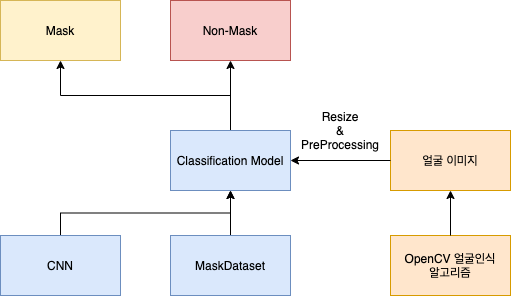 Mask
Non-Mask
Resize
&
PreProcessing
Classification Model
얼굴 이미지
CNN
MaskDataset
OpenCV 얼굴인식
알고리즘